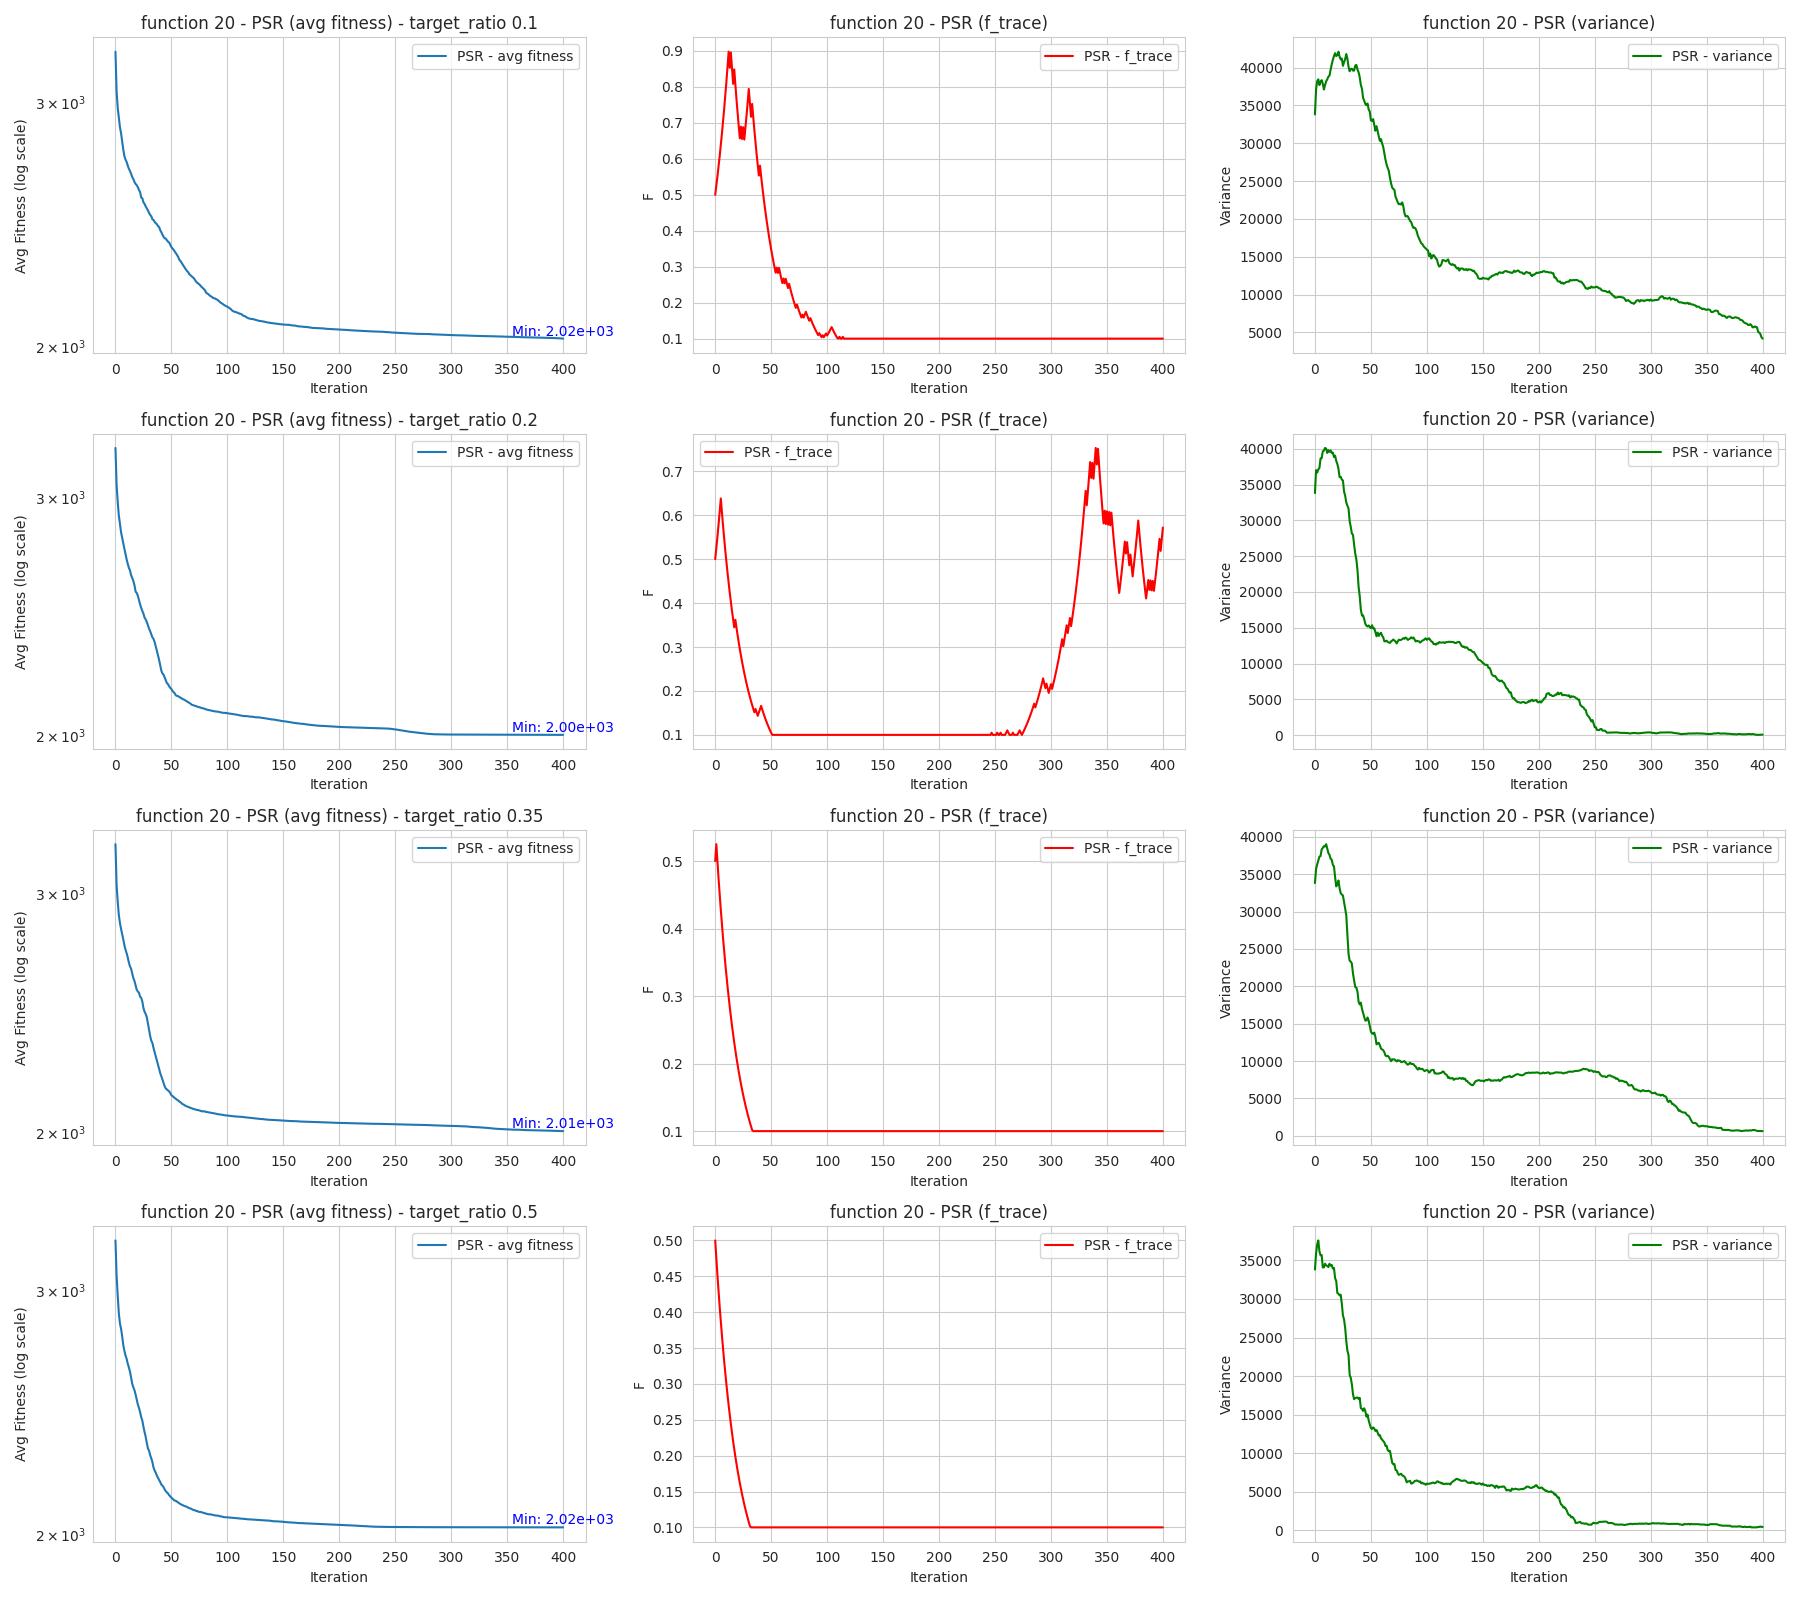 function 20 - PSR (avg fitness) - target_ratio 0.1
PSR - avg fitness
Avg Fitness (log scale)
3 × 10³
2 × 10³
Min: 2.02e+03
0 50 100 150 200 250 300 350 400
Iteration
function 20 - PSR (f_trace)
PSR - f_trace
F
0.9
0.8
0.7
0.6
0.5
0.4
0.3
0.2
0.1
0 50 100 150 200 250 300 350 400
Iteration
function 20 - PSR (variance)
PSR - variance
Variance
40000
35000
30000
25000
20000
15000
10000
5000
0 50 100 150 200 250 300 350 400
Iteration
function 20 - PSR (avg fitness) - target_ratio 0.2
PSR - avg fitness
Avg Fitness (log scale)
3 × 10³
2 × 10³
Min: 2.00e+03
0 50 100 150 200 250 300 350 400
Iteration
function 20 - PSR (f_trace)
PSR - f_trace
F
0.7
0.6
0.5
0.4
0.3
0.2
0.1
0 50 100 150 200 250 300 350 400
Iteration
function 20 - PSR (variance)
PSR - variance
Variance
40000
35000
30000
25000
20000
15000
10000
5000
0
0 50 100 150 200 250 300 350 400
Iteration
function 20 - PSR (avg fitness) - target_ratio 0.35
PSR - avg fitness
Avg Fitness (log scale)
3 × 10³
2 × 10³
Min: 2.01e+03
0 50 100 150 200 250 300 350 400
Iteration
function 20 - PSR (f_trace)
PSR - f_trace
F
0.5
0.4
0.3
0.2
0.1
0 50 100 150 200 250 300 350 400
Iteration
function 20 - PSR (variance)
PSR - variance
Variance
40000
35000
30000
25000
20000
15000
10000
5000
0
0 50 100 150 200 250 300 350 400
Iteration
function 20 - PSR (avg fitness) - target_ratio 0.5
PSR - avg fitness
Avg Fitness (log scale)
3 × 10³
2 × 10³
Min: 2.02e+03
0 50 100 150 200 250 300 350 400
Iteration
function 20 - PSR (f_trace)
PSR - f_trace
F
0.50
0.45
0.40
0.35
0.30
0.25
0.20
0.15
0.10
0 50 100 150 200 250 300 350 400
Iteration
function 20 - PSR (variance)
PSR - variance
Variance
35000
30000
25000
20000
15000
10000
5000
0
0 50 100 150 200 250 300 350 400
Iteration